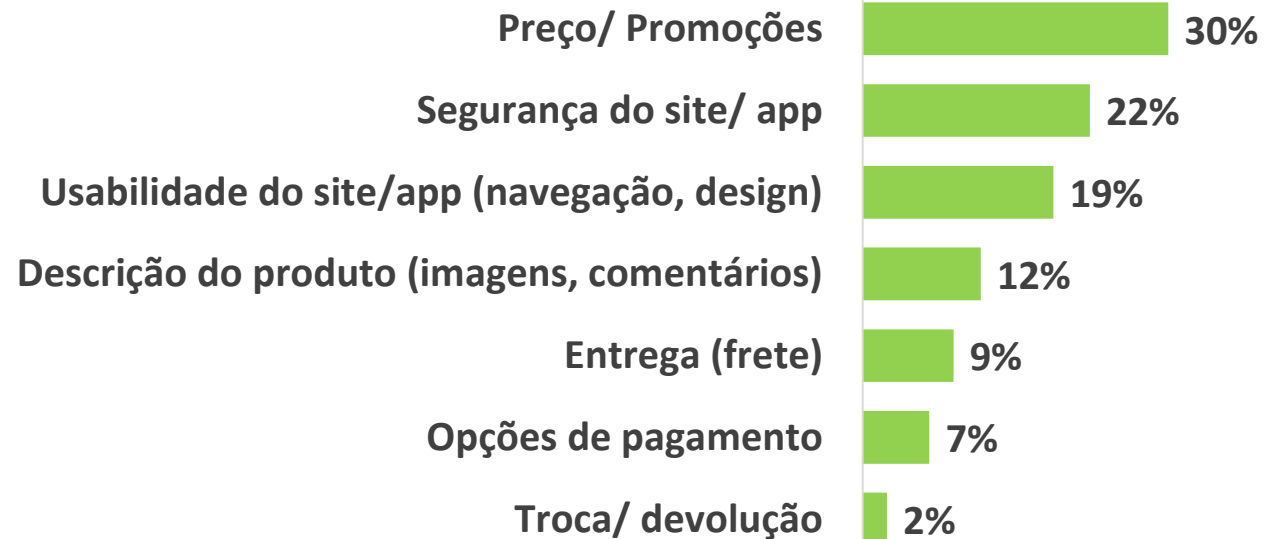 Preço/ Promoções 30%
Segurança do site/ app 22%
Usabilidade do site/app (navegação, design) 19%
Descrição do produto (imagens, comentários) 12%
Entrega (frete) 9%
Opções de pagamento 7%
Troca/ devolução 2%